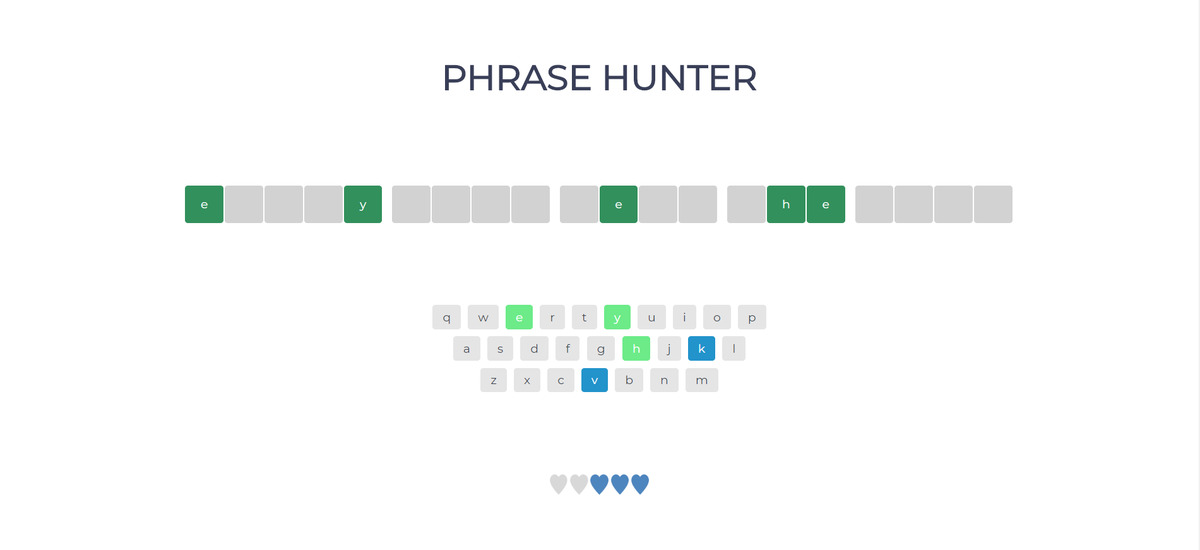 PHRASE HUNTER
e y e h e
q w e r t y u i o p
a s d f g h j k l
z x c v b n m